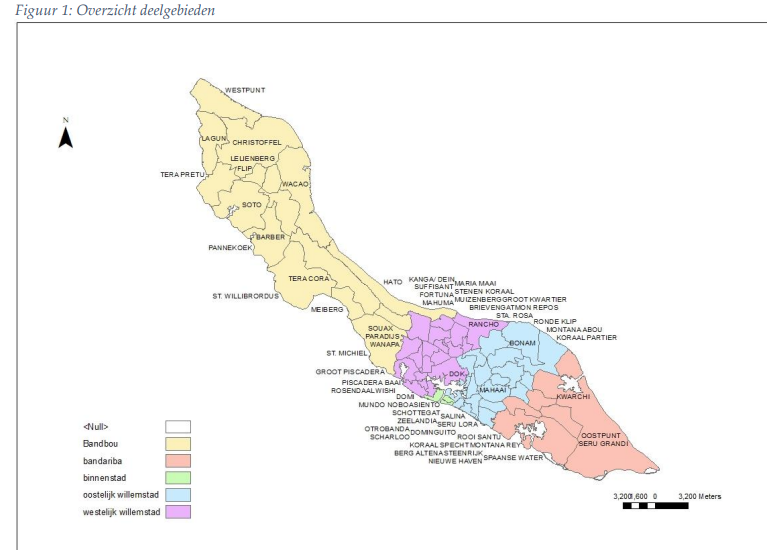 Figuur 1: Overzicht deelgebieden
N
WESTPUNT
LAGUN
CHRISTOFFEL
LELIENBERG
FLIP
TERA PRETU
WACAO
SOTO
BARBER
PANNEKOEK
TERA CORA
HATO
KANGA/ DEIN
MARIA MAAI
SUFFISANT
STENEN KORAAL
FORTUNA
MUIZENBERG
GROOT KWARTIER
MAHUMA
BRIEVENGAT
MON REPOS
ST. WILLIBRORDUS
MEIBERG
STA. ROSA
RONDE KLIP
SOUAX
RANCHO
MONTANA ABOU
PARADIJS
KORAAL PARTIER
WANAPA
BONAM
ST. MICHIEL
GROOT PISCADERA
DOK
PISCADERA BAAI
ROSENDAAL
WISHI
MAHAAI
KWARCHI
DOMI
MUNDO NOBO
ASIENTO
SCHOTTEGAT
SALINA
ZEELANDIA
SERU LORA
OTROBANDA
DOMINGUITO
SCHARLOO
ROOI SANTU
OOSTPUNT
SERU GRANDI
KORAAL SPECHT
MONTANA REY
BERG ALTENA
STEENRIJK
SPAANSE WATER
NIEUWE HAVEN
<Null>
Bandbou
bandariba
binnenstad
oostelijk willemstad
westelijk willemstad
3,200 1,600 0 3,200 Meters